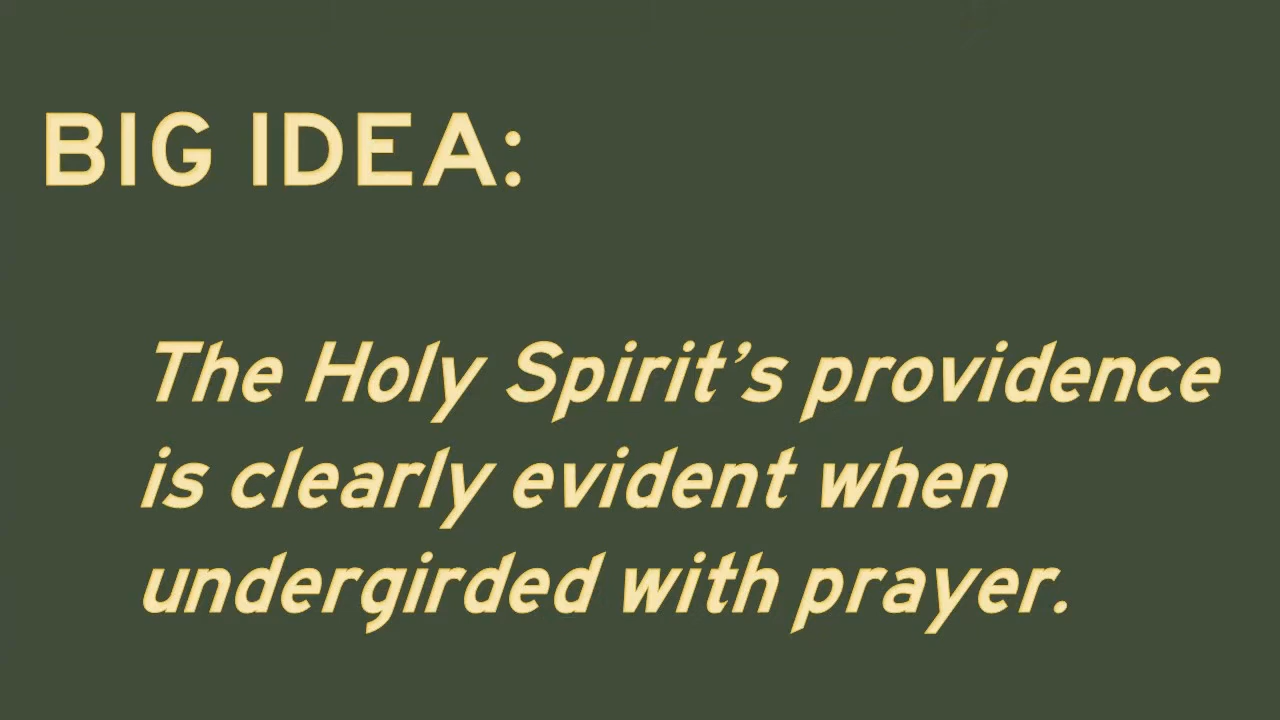 BIG IDEA:
The Holy Spirit’s providence
is clearly evident when
undergirded with prayer.